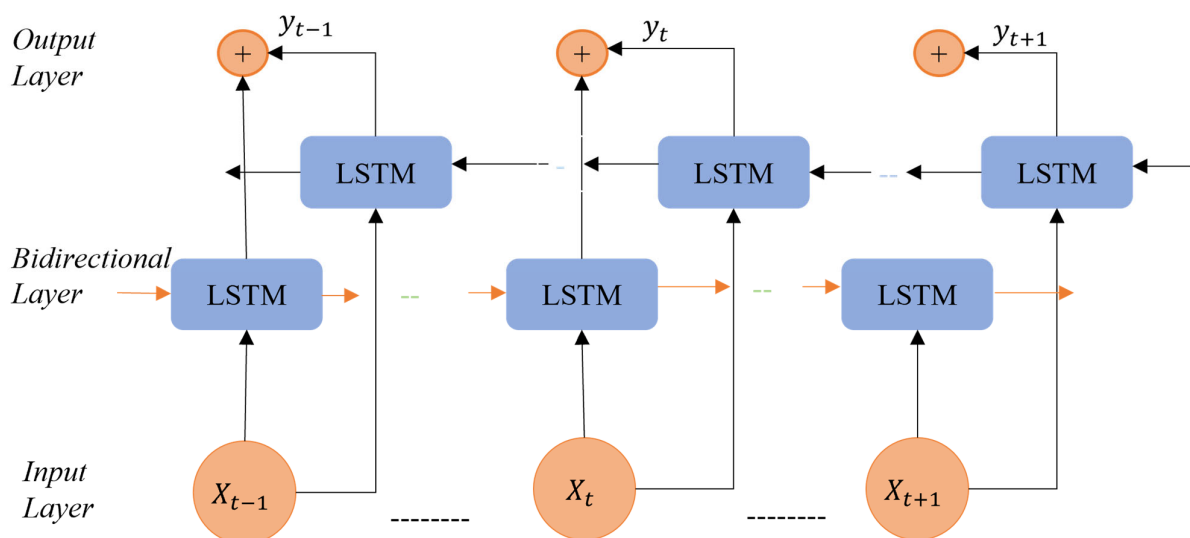 Output
Layer
+
y_{t-1}
+
y_t
+
y_{t+1}
LSTM
LSTM
LSTM
Bidirectional
Layer
LSTM
LSTM
LSTM
Input
Layer
X_{t-1}
X_t
X_{t+1}